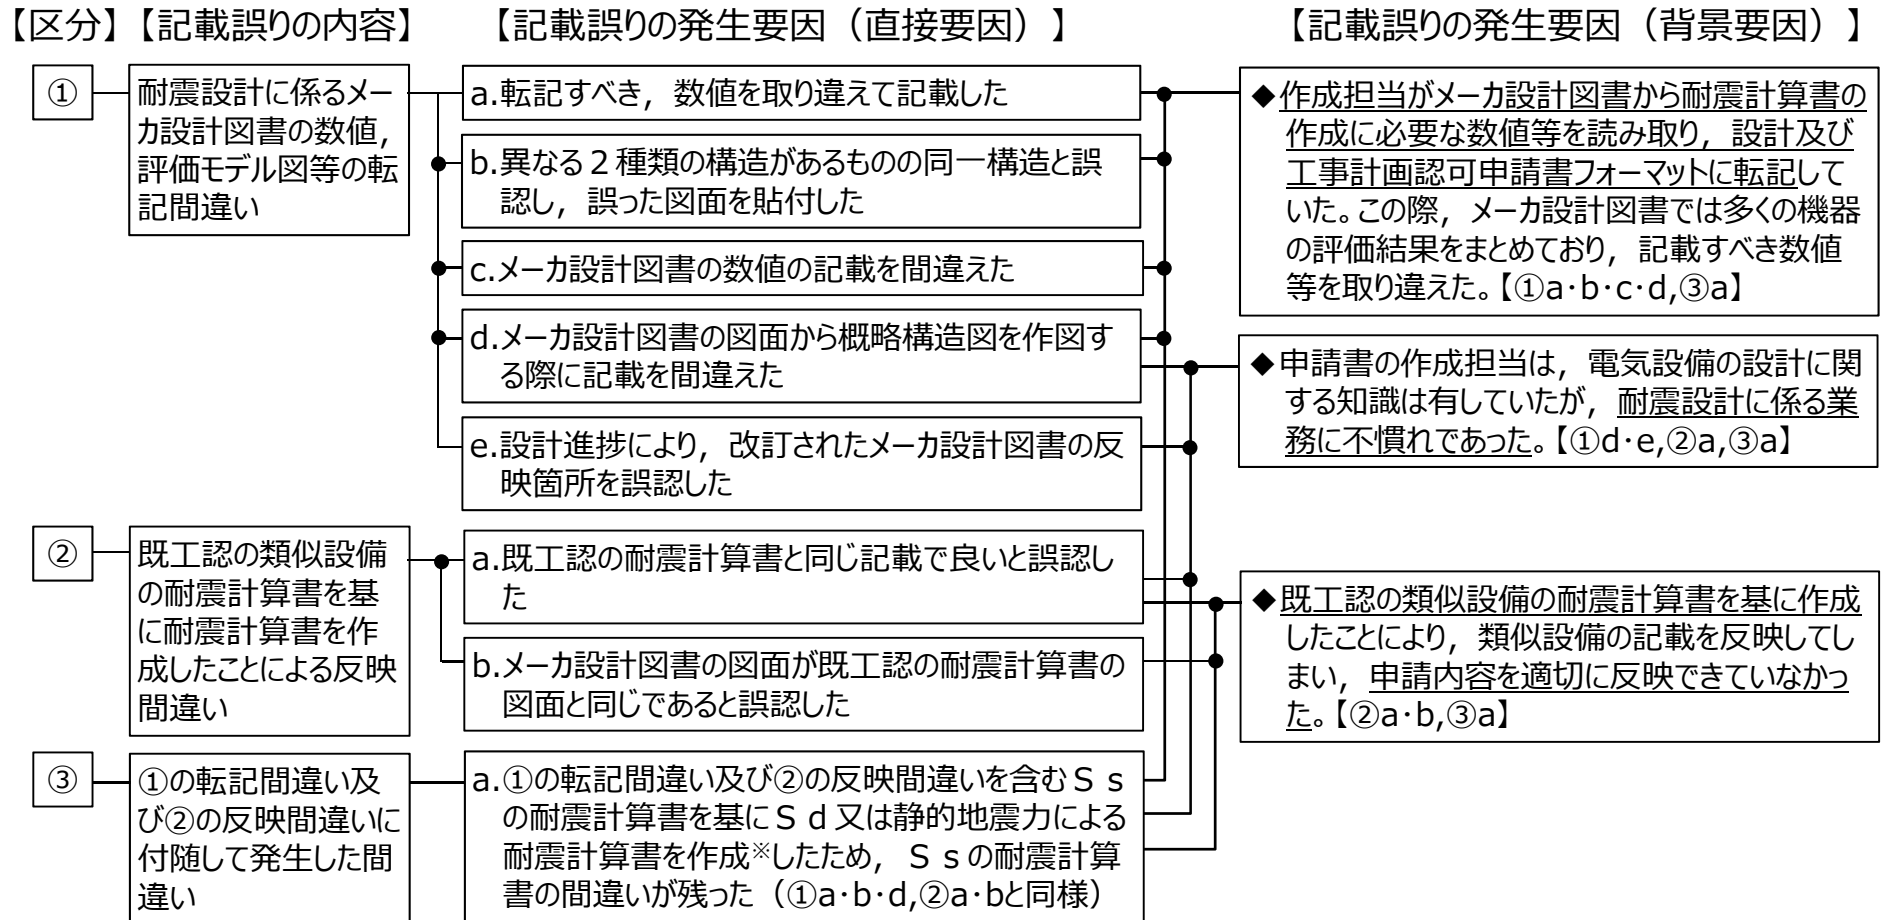 【区分】【記載誤りの内容】　【記載誤りの発生要因（直接要因）】　【記載誤りの発生要因（背景要因）】
①
耐震設計に係るメー
カ設計図書の数値，
評価モデル図等の転
記間違い
a.転記すべき，数値を取り違えて記載した
b.異なる２種類の構造があるものの同一構造と誤
認し，誤った図面を貼付した
c.メーカ設計図書の数値の記載を間違えた
d.メーカ設計図書の図面から概略構造図を作図す
る際に記載を間違えた
e.設計進捗により，改訂されたメーカ設計図書の反
映箇所を誤認した
◆作成担当がメーカ設計図書から耐震計算書の
作成に必要な数値等を読み取り，設計及び
工事計画認可申請書フォーマットに転記して
いた。この際，メーカ設計図書では多くの機器
の評価結果をまとめており，記載すべき数値
等を取り違えた。【①a･b･c･d,③a】
◆申請書の作成担当は，電気設備の設計に関
する知識は有していたが，耐震設計に係る業
務に不慣れであった。【①d･e,②a,③a】
②
既工認の類似設備
の耐震計算書を基
に耐震計算書を作
成したことによる反映
間違い
a.既工認の耐震計算書と同じ記載で良いと誤認し
た
b.メーカ設計図書の図面が既工認の耐震計算書の
図面と同じであると誤認した
◆既工認の類似設備の耐震計算書を基に作成
したことにより，類似設備の記載を反映してし
まい，申請内容を適切に反映できていなかっ
た。【②a･b,③a】
③
①の転記間違い及
び②の反映間違いに
付随して発生した間
違い
a.①の転記間違い及び②の反映間違いを含むＳｓ
の耐震計算書を基にＳｄ又は静的地震力による
耐震計算書を作成※したため，Ｓｓの耐震計算
書の間違いが残った（①a･b･d,②a･bと同様）